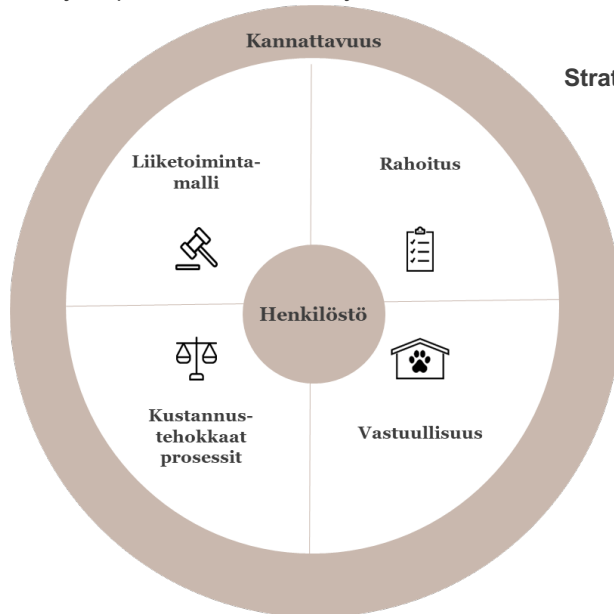 Kannattavuus
Strat
Liiketoiminta-
malli
Rahoitus
Henkilöstö
Kustannus-
tehokkaat
prosessit
Vastuullisuus